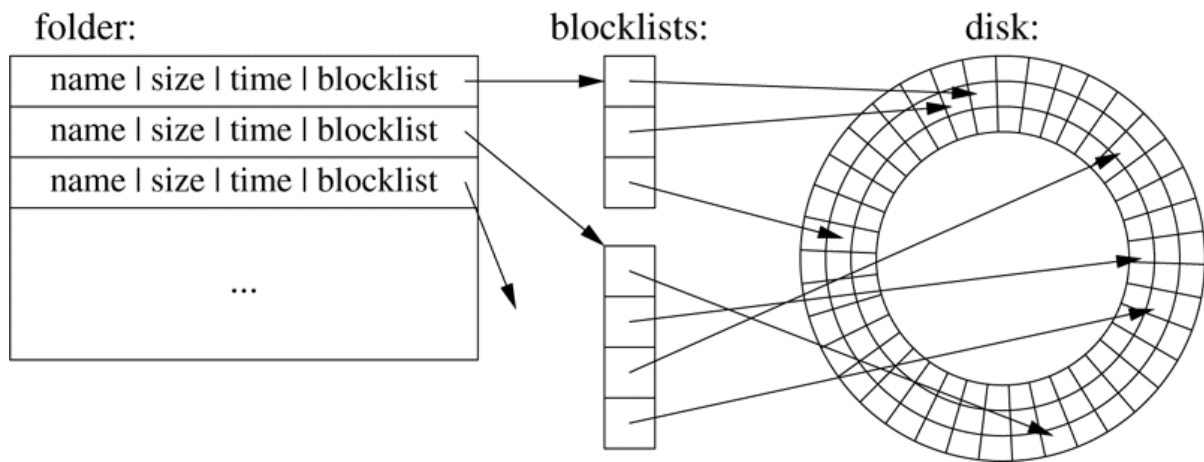 folder:
blocklists:
disk:
name | size | time | blocklist
name | size | time | blocklist
name | size | time | blocklist
...